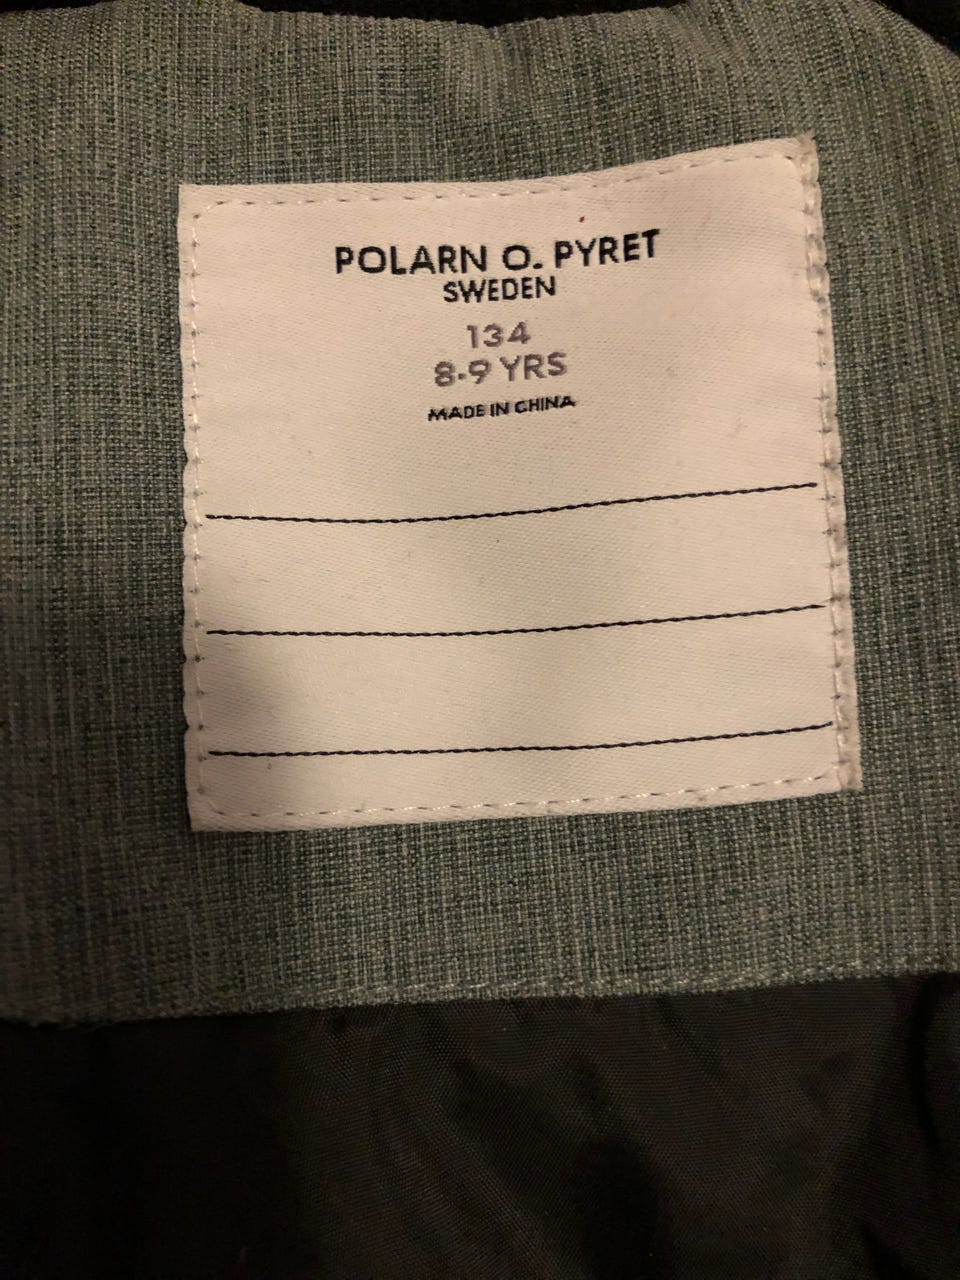 POLARN O. PYRET
SWEDEN
134
8-9 YRS
MADE IN CHINA